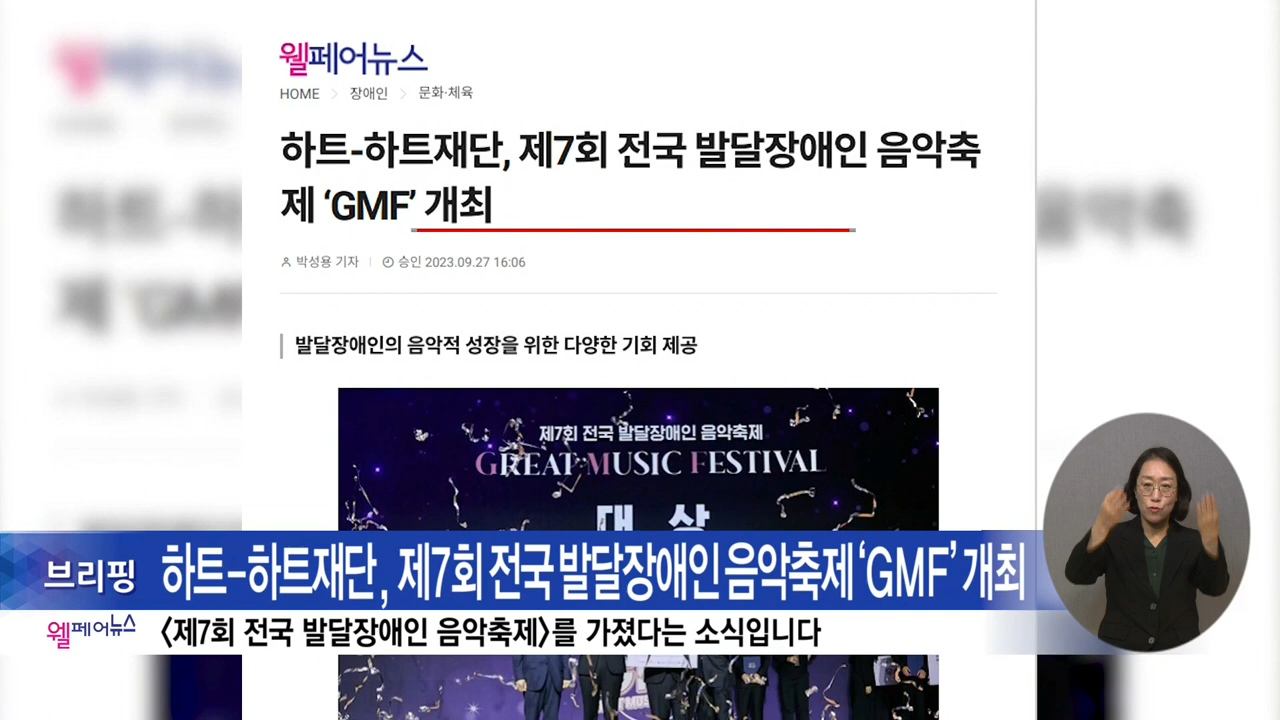 웰페어뉴스
HOME > 장애인 > 문화·체육
하트-하트재단, 제7회 전국 발달장애인 음악축
제 ‘GMF’ 개최
박성용 기자 | 승인 2023.09.27 16:06
발달장애인의 음악적 성장을 위한 다양한 기회 제공
제7회 전국 발달장애인 음악축제
GREAT MUSIC FESTIVAL
대 상
브리핑 하트-하트재단, 제7회 전국 발달장애인 음악축제 ‘GMF’ 개최
웰페어뉴스 <제7회 전국 발달장애인 음악축제>를 가졌다는 소식입니다